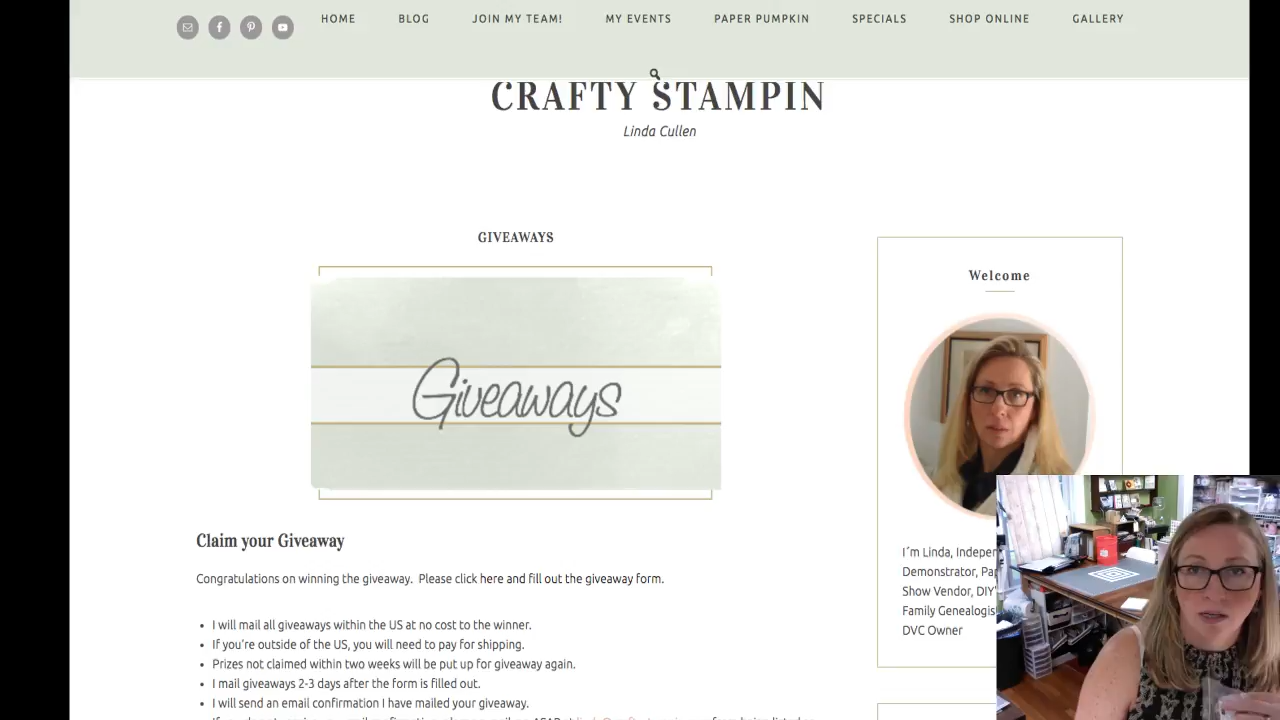 HOME BLOG JOIN MY TEAM! MY EVENTS PAPER PUMPKIN SPECIALS SHOP ONLINE GALLERY
CRAFTY STAMPIN
Linda Cullen
GIVEAWAYS
Giveaways
Claim your Giveaway
Congratulations on winning the giveaway. Please click here and fill out the giveaway form.
I will mail all giveaways within the US at no cost to the winner.
If you're outside of the US, you will need to pay for shipping.
Prizes not claimed within two weeks will be put up for giveaway again.
I mail giveaways 2-3 days after the form is filled out.
I will send an email confirmation I have mailed your giveaway.
Welcome
I´m Linda,
Demonstrator,
Show Vendor,
Family
DVC Owner